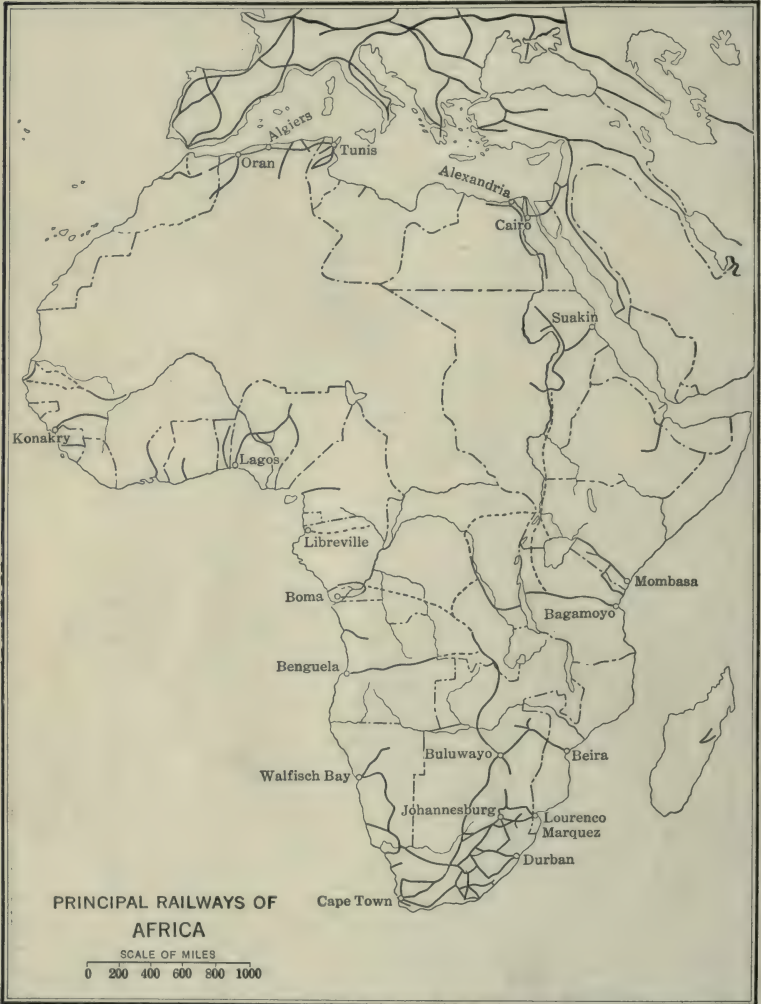 Algiers
Oran
Tunis
Alexandria
Cairo
Suakin
Konakry
Lagos
Libreville
Boma
Mombasa
Bagamoyo
Benguela
Buluwayo
Beira
Walfisch Bay
Johannesburg
Lourenco
Marquez
Durban
Cape Town
PRINCIPAL RAILWAYS OF
AFRICA
SCALE OF MILES
0 200 400 600 800 1000